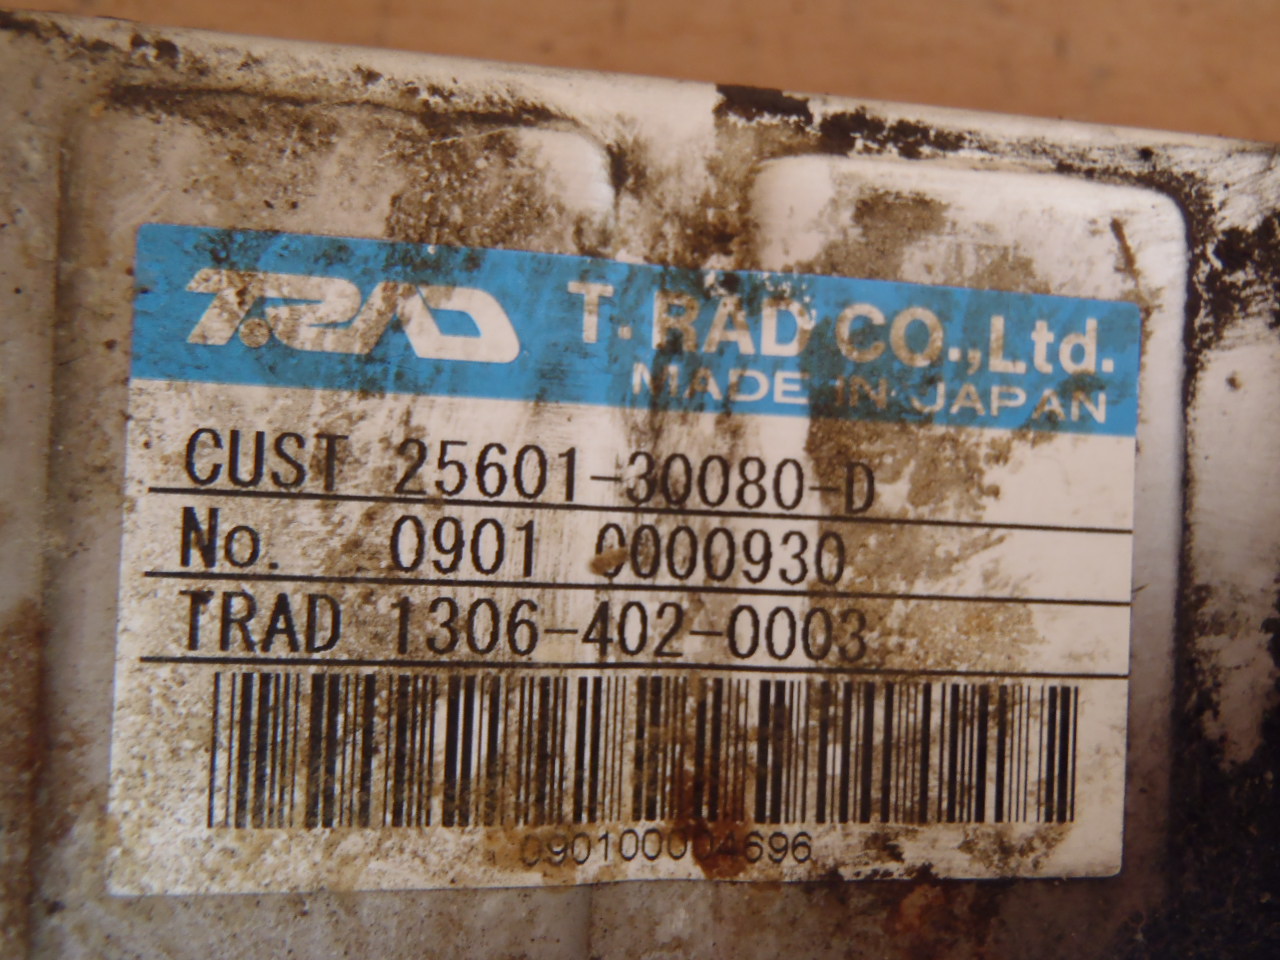 T.RAD T. RAD CO.,Ltd.
MADE IN JAPAN
CUST 25601-30080-D
No. 0901 0000930
TRAD 1306-402-0003
090100004696